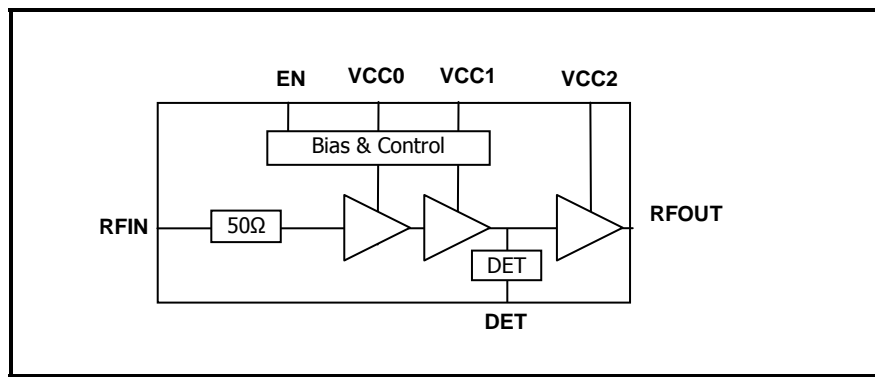 EN VCC0 VCC1 VCC2
Bias & Control
RFIN 50Ω RFOUT
DET
DET